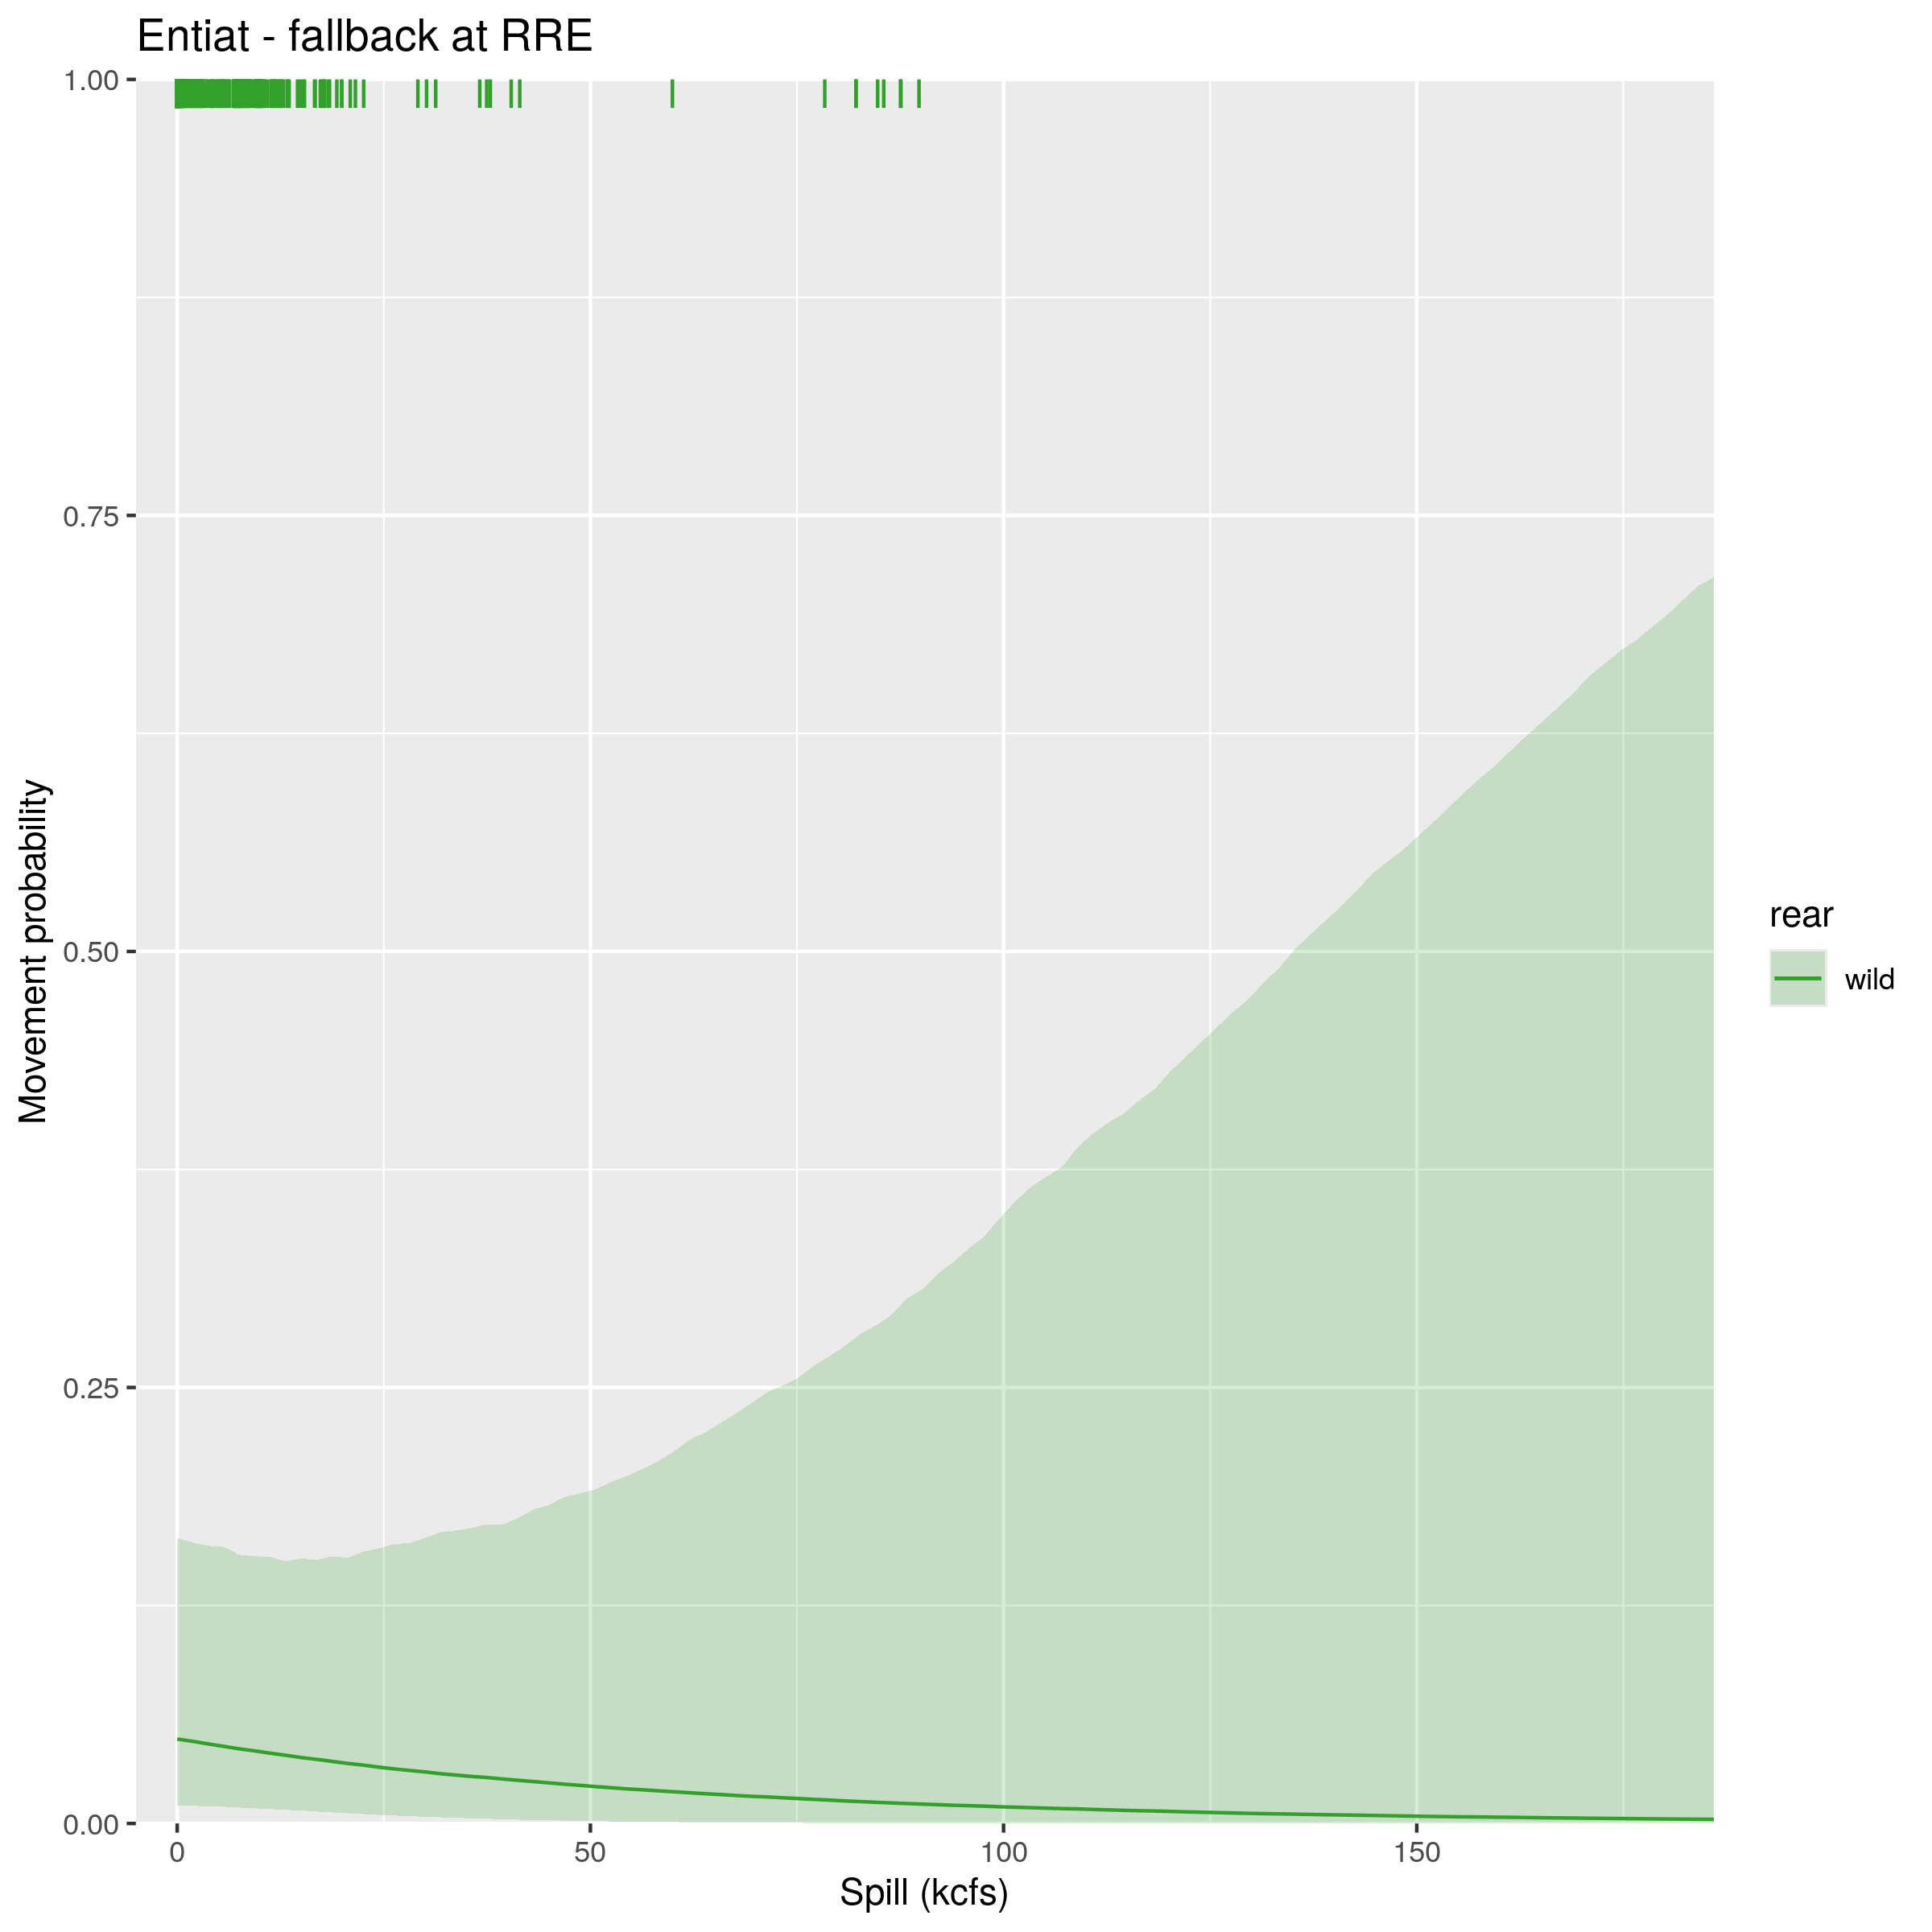 Entiat - fallback at RRE
1.00
0.75
0.50
0.25
0.00
Movement probability
0
50
100
150
Spill (kcfs)
rear
wild